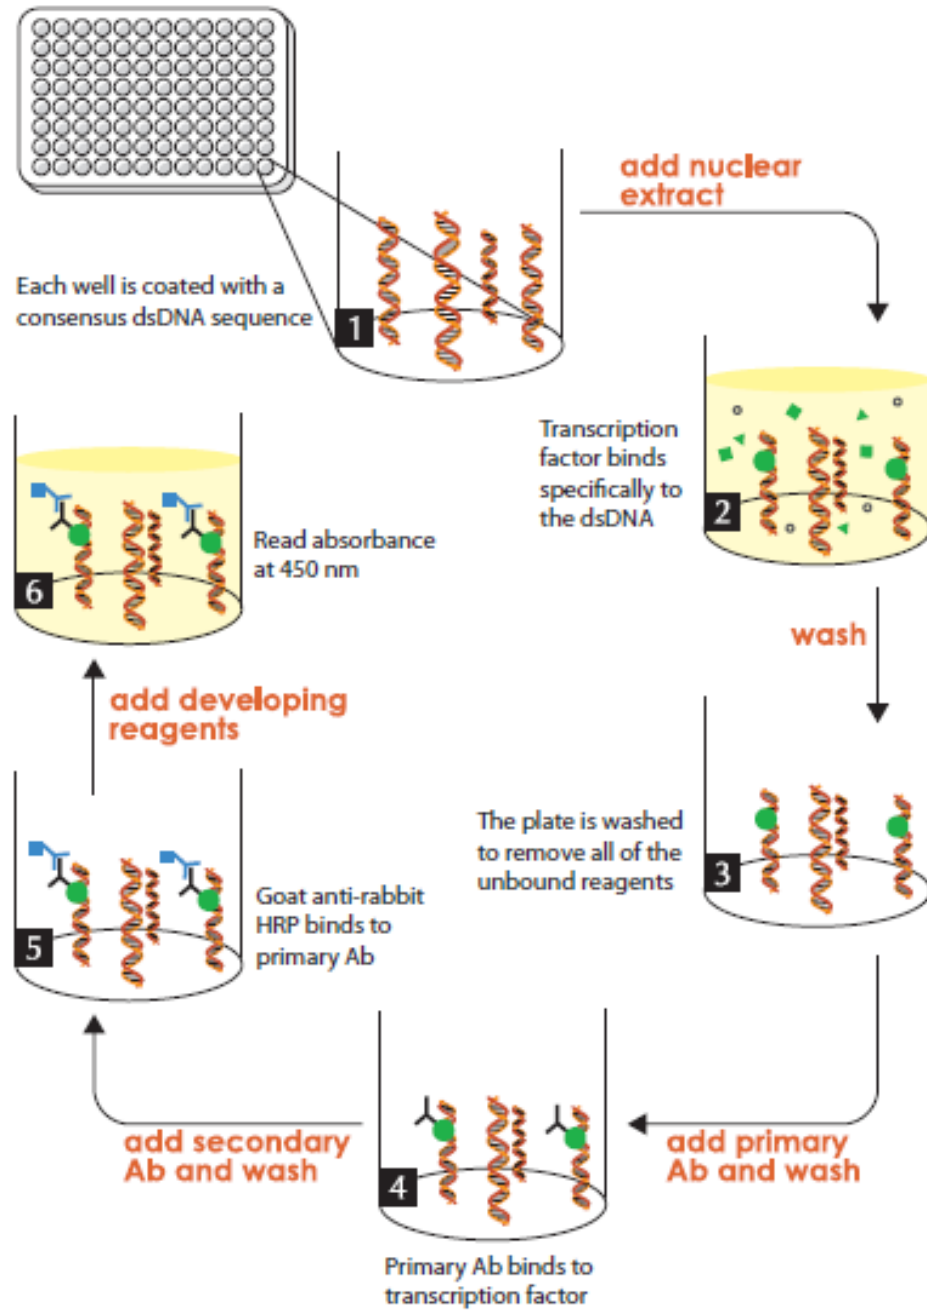 Each well is coated with a
consensus dsDNA sequence
1
add nuclear
extract
Transcription
factor binds
specifically to
the dsDNA
2
wash
The plate is washed
to remove all of the
unbound reagents
3
add primary
Ab and wash
4
Primary Ab binds to
transcription factor
add secondary
Ab and wash
5
Goat anti-rabbit
HRP binds to
primary Ab
add developing
reagents
6
Read absorbance
at 450 nm